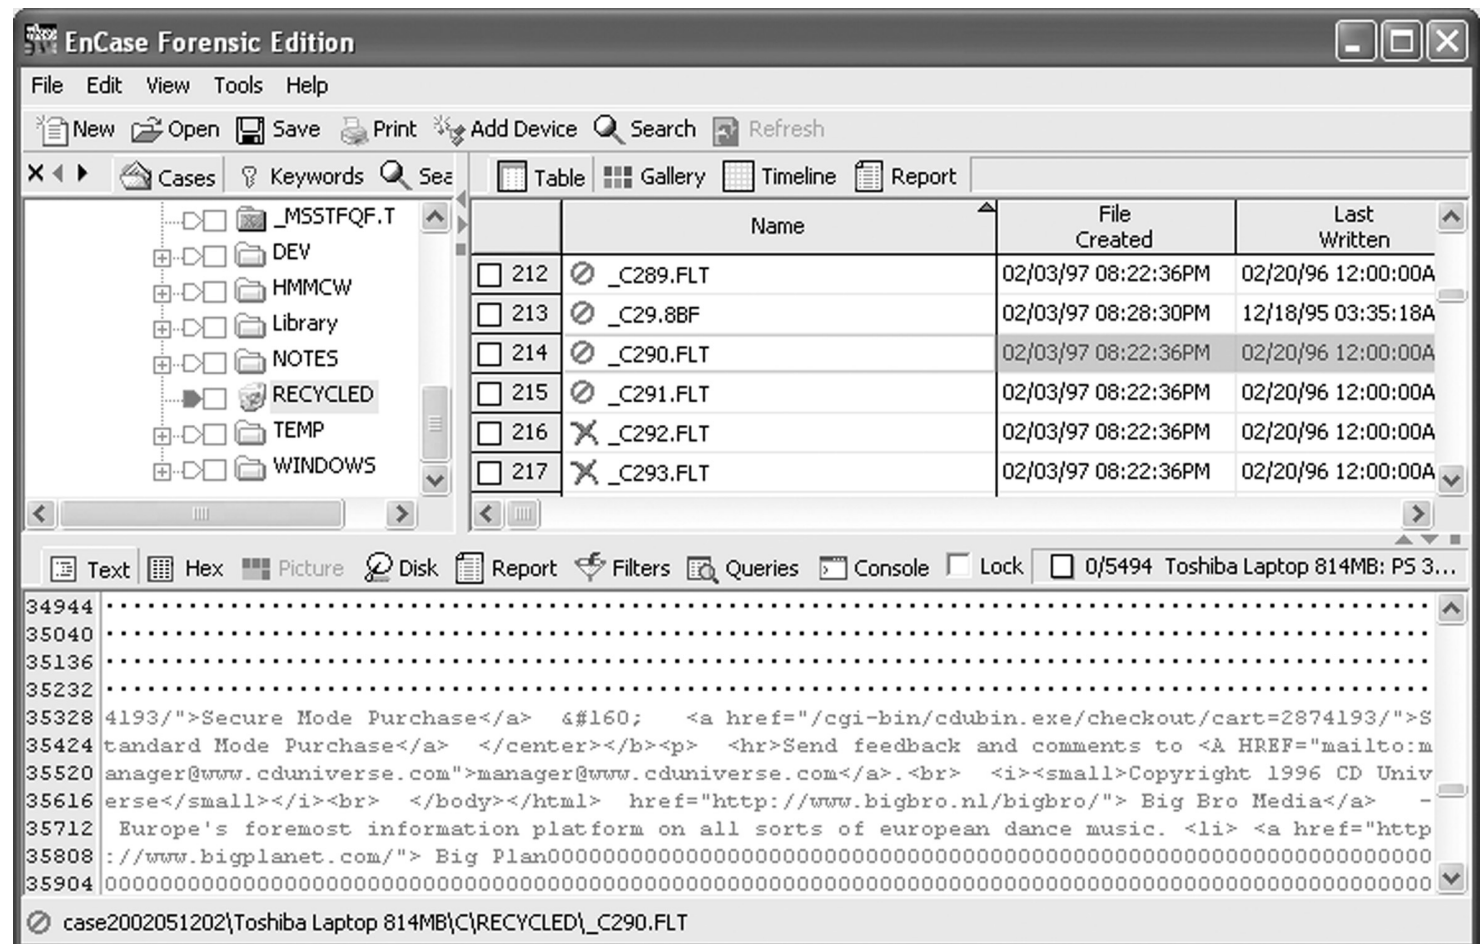 EnCase Forensic Edition
File Edit View Tools Help
New Open Save Print Add Device Search Refresh
Cases Keywords Sea Table Gallery Timeline Report
_MSSTFQF.T
DEV
HMMCW
Library
NOTES
RECYCLED
TEMP
WINDOWS
Name File Created Last Written
212 _C289.FLT 02/03/97 08:22:36PM 02/20/96 12:00:00A
213 _C29.8BF 02/03/97 08:28:30PM 12/18/95 03:35:18A
214 _C290.FLT 02/03/97 08:22:36PM 02/20/96 12:00:00A
215 _C291.FLT 02/03/97 08:22:36PM 02/20/96 12:00:00A
216 _C292.FLT 02/03/97 08:22:36PM 02/20/96 12:00:00A
217 _C293.FLT 02/03/97 08:22:36PM 02/20/96 12:00:00A
Text Hex Picture Disk Report Filters Queries Console Lock 0/5494 Toshiba Laptop 814MB: PS 3...
34944
35040
35136
35232
35328 4193/">Secure Mode Purchase</a> &#160; <a href="/cgi-bin/cdubin.exe/checkout/cart=2874193/">S
35424 tandard Mode Purchase</a> </center></b><p> <hr>Send feedback and comments to <A HREF="mailto:m
35520 anager@www.cduniverse.com">manager@www.cduniverse.com</a>.<br> <i><small>Copyright 1996 CD Univ
35616 erse</small></i><br> </body></html> href="http://www.bigbro.nl/bigbro/"> Big Bro Media</a> -
35712 Europe's foremost information platform on all sorts of european dance music. <li> <a href="http
35808 ://www.bigplanet.com/"> Big Plan0000000000000000000000000000000000000000000000000000000000000000
35904 000000000000000000000000000000000000000000000000000000000000000000000000000000000000000000000000
case2002051202\Toshiba Laptop 814MB\C\RECYCLED\_C290.FLT